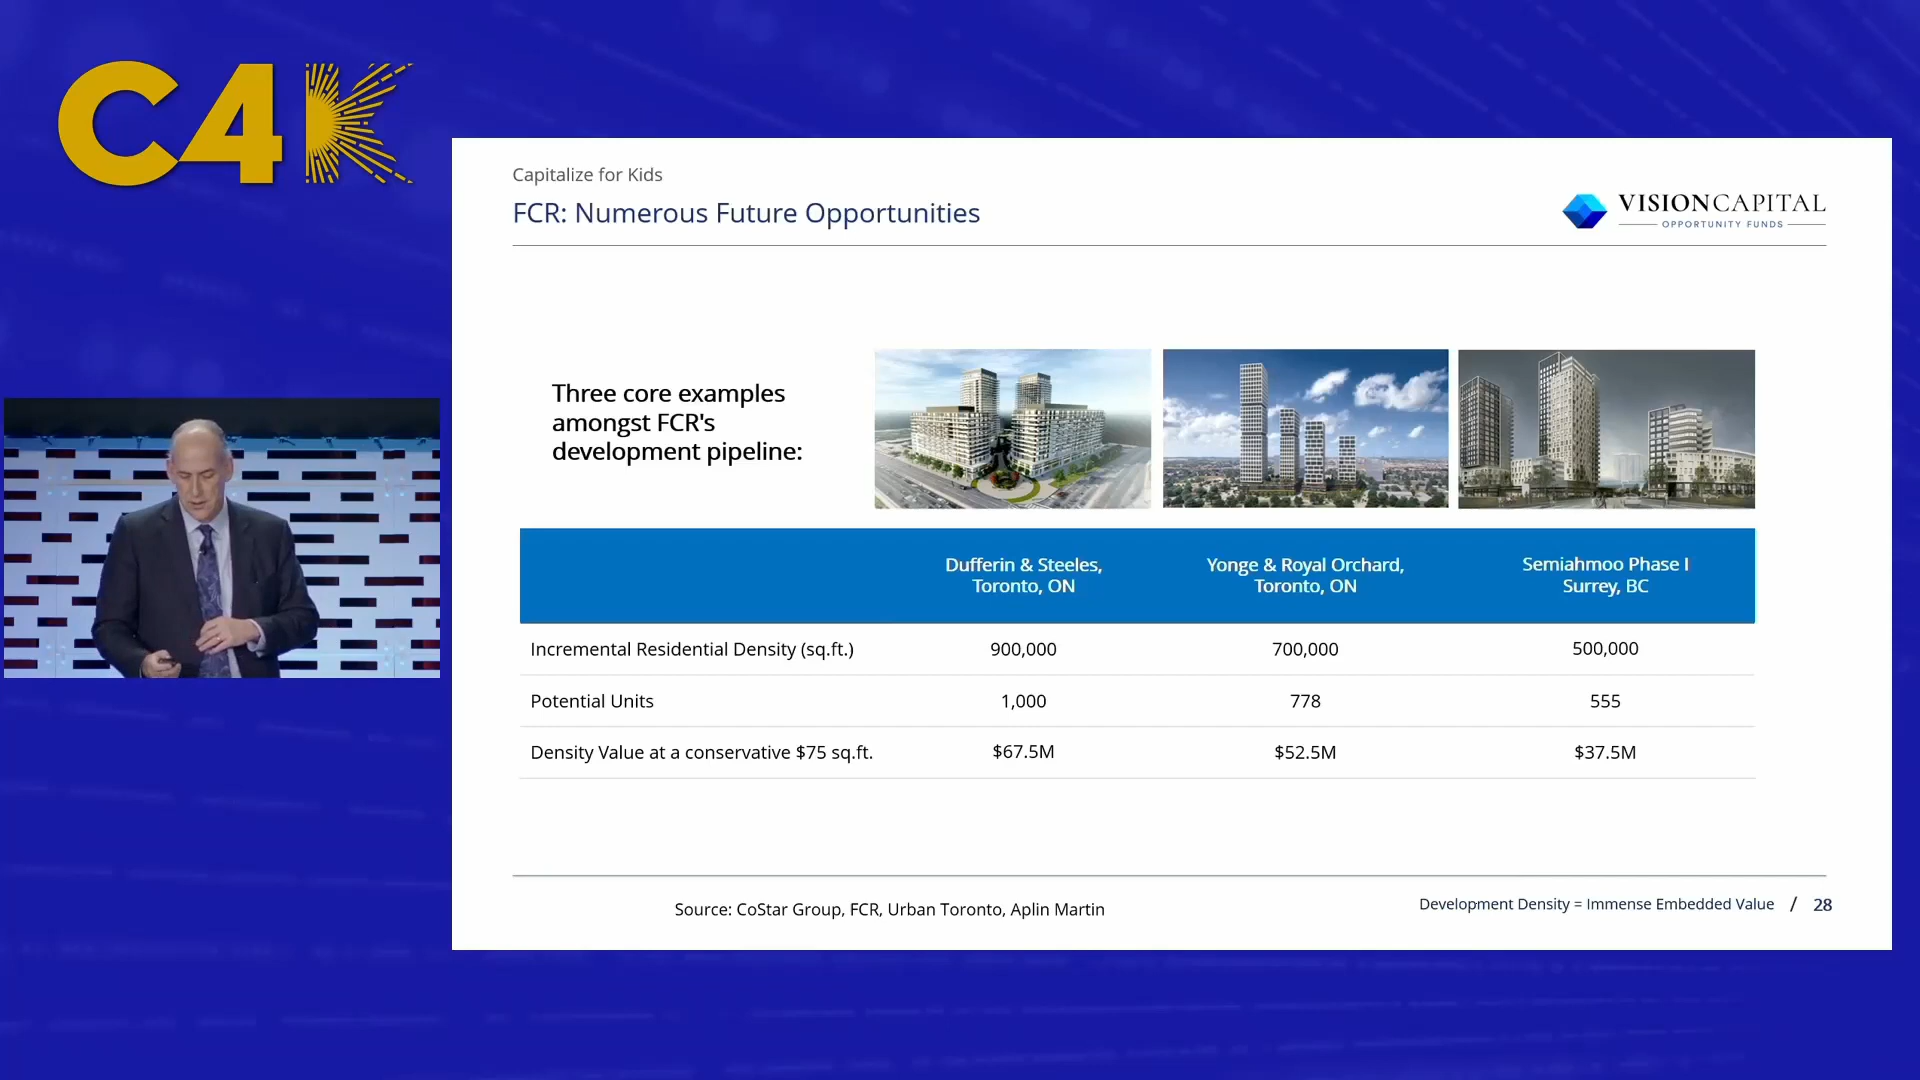 C4K
Capitalize for Kids
FCR: Numerous Future Opportunities
VISIONCAPITAL
OPPORTUNITY FUNDS
Three core examples
amongst FCR's
development pipeline:
Dufferin & Steeles,
Toronto, ON
Yonge & Royal Orchard,
Toronto, ON
Semiahmoo Phase I
Surrey, BC
Incremental Residential Density (sq.ft.) 900,000 700,000 500,000
Potential Units 1,000 778 555
Density Value at a conservative $75 sq.ft. $67.5M $52.5M $37.5M
Source: CoStar Group, FCR, Urban Toronto, Aplin Martin
Development Density = Immense Embedded Value / 28